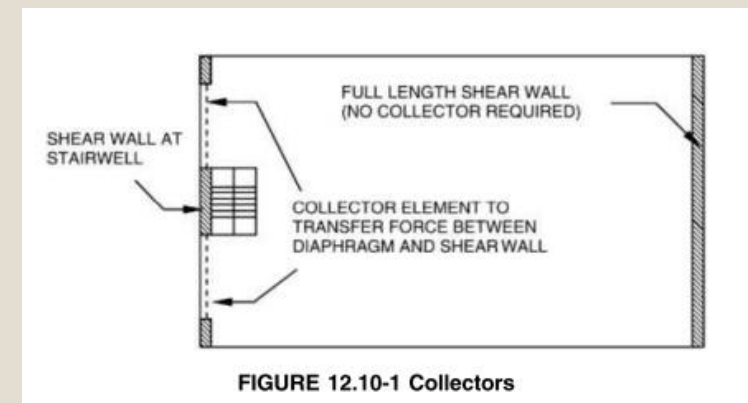 FULL LENGTH SHEAR WALL
(NO COLLECTOR REQUIRED)
SHEAR WALL AT
STAIRWELL
COLLECTOR ELEMENT TO
TRANSFER FORCE BETWEEN
DIAPHRAGM AND SHEAR WALL
FIGURE 12.10-1 Collectors